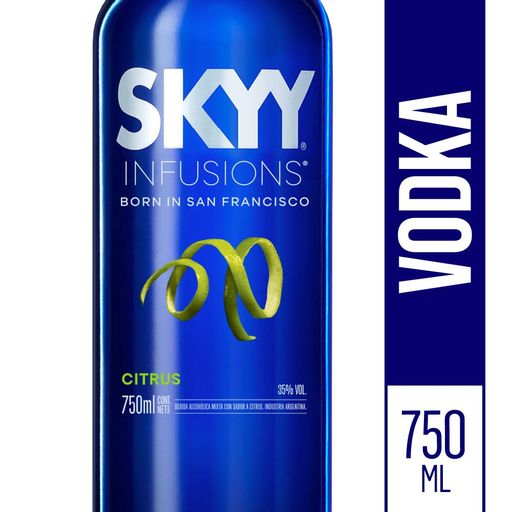 SKYY®
INFUSIONS®
BORN IN SAN FRANCISCO
CITRUS
35% VOL.
750ml CONT. NETO
BEBIDA ALCOHÓLICA MIXTA CON SABOR A CITRUS. INDUSTRIA ARGENTINA.
VODKA
750
ML